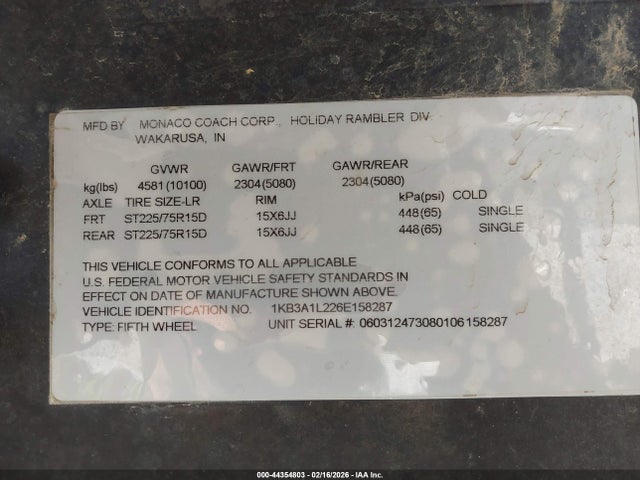 MFD BY MONACO COACH CORP., HOLIDAY RAMBLER DIV.
WAKARUSA, IN
GVWR GAWR/FRT GAWR/REAR
kg(lbs) 4581(10100) 2304(5080) 2304(5080)
AXLE TIRE SIZE-LR RIM kPa(psi) COLD
FRT ST225/75R15D 15X6JJ 448(65) SINGLE
REAR ST225/75R15D 15X6JJ 448(65) SINGLE
THIS VEHICLE CONFORMS TO ALL APPLICABLE
U.S. FEDERAL MOTOR VEHICLE SAFETY STANDARDS IN
EFFECT ON DATE OF MANUFACTURE SHOWN ABOVE.
VEHICLE IDENTIFICATION NO. 1KB3A1L226E158287
TYPE: FIFTH WHEEL UNIT SERIAL #: 060312473080106158287
000-44354803 - 02/16/2026 - IAA Inc.